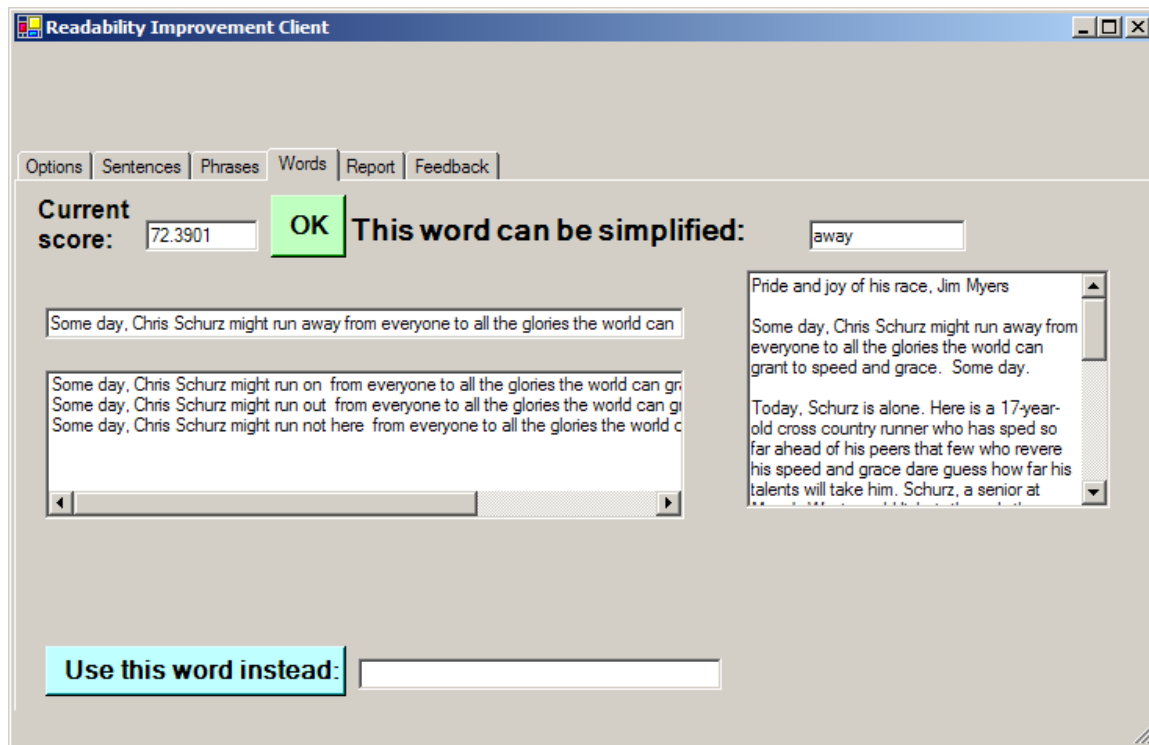 Readability Improvement Client
Options Sentences Phrases Words Report Feedback
Current
score:
72.3901
OK
This word can be simplified:
away
Some day, Chris Schurz might run away from everyone to all the glories the world can
Some day, Chris Schurz might run on  from everyone to all the glories the world can
Some day, Chris Schurz might run out  from everyone to all the glories the world can
Some day, Chris Schurz might run not here  from everyone to all the glories the world
Pride and joy of his race, Jim Myers
Some day, Chris Schurz might run away from
everyone to all the glories the world can
grant to speed and grace.  Some day.
Today, Schurz is alone. Here is a 17-year-
old cross country runner who has sped so
far ahead of his peers that few who revere
his speed and grace dare guess how far his
talents will take him. Schurz, a senior at
Use this word instead: